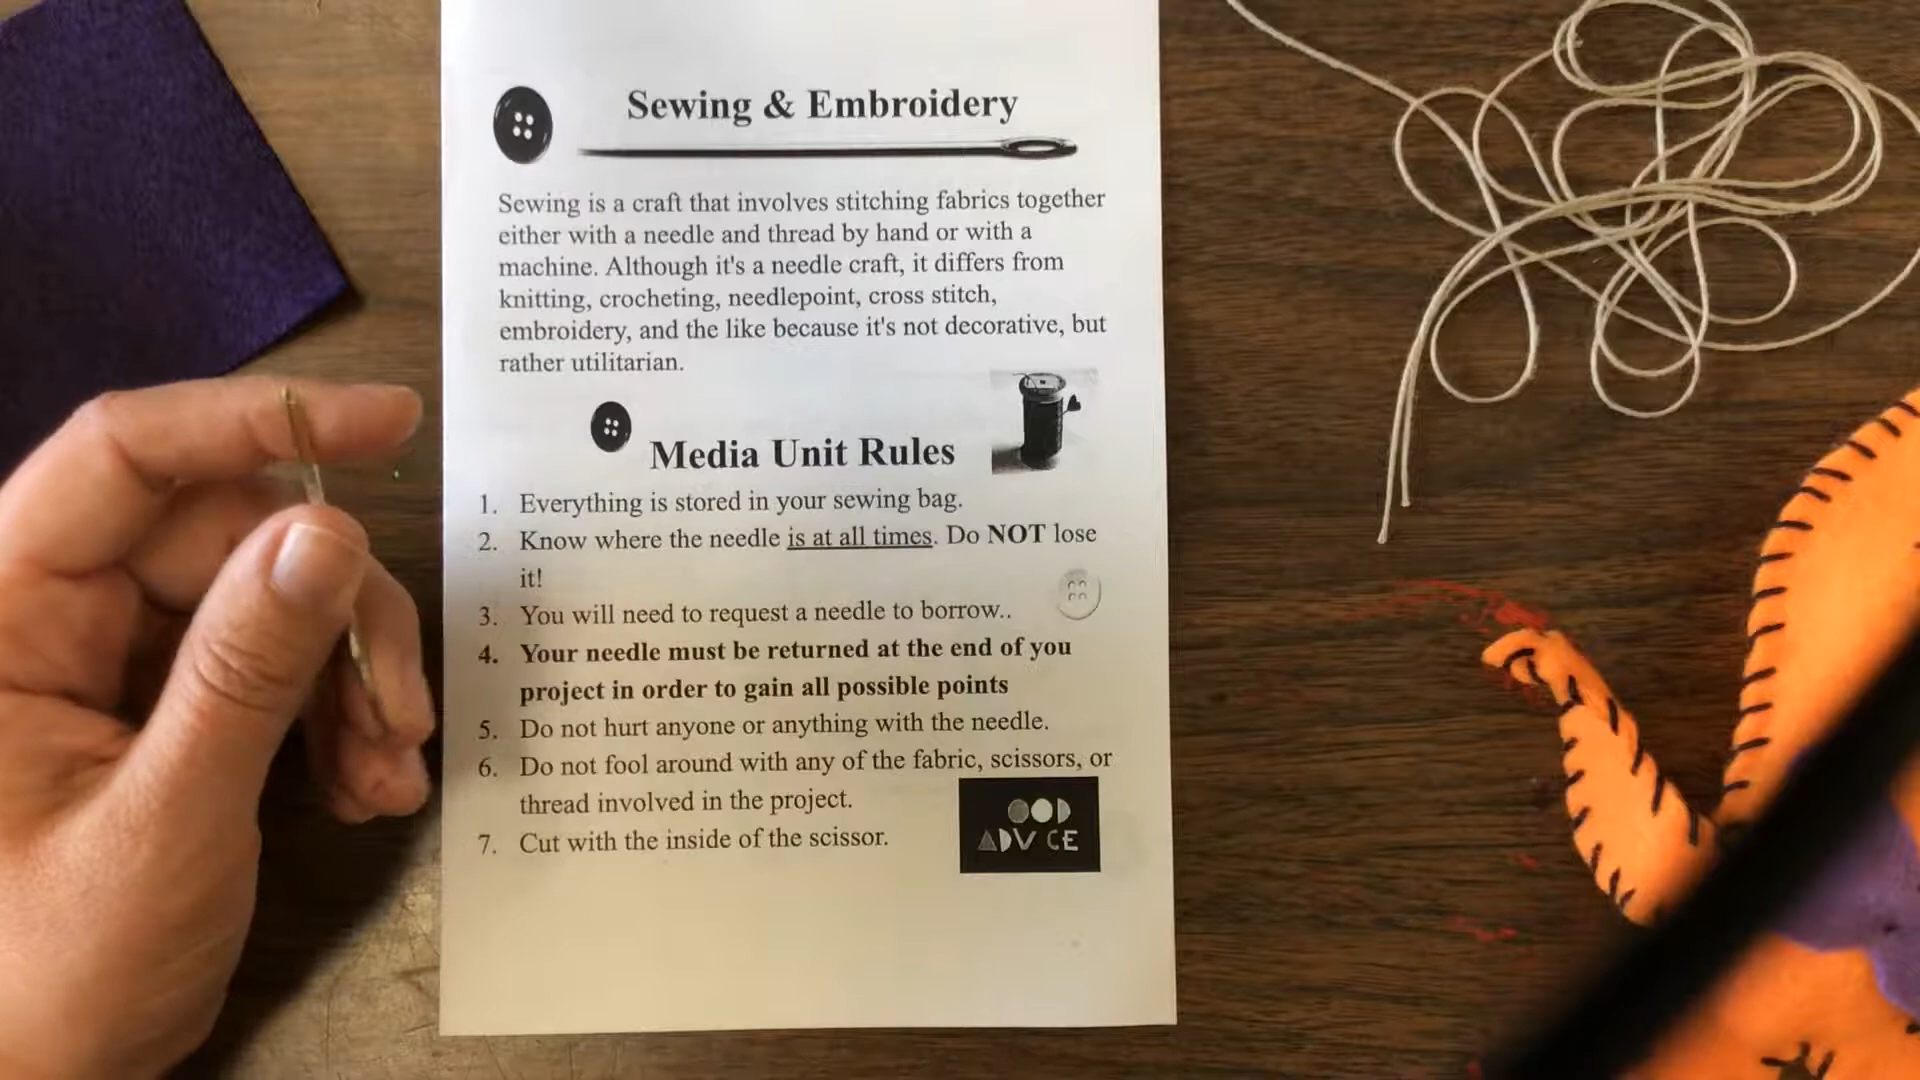 Sewing & Embroidery
Sewing is a craft that involves stitching fabrics together
either with a needle and thread by hand or with a
machine. Although it's a needle craft, it differs from
knitting, crocheting, needlepoint, cross stitch,
embroidery, and the like because it's not decorative, but
rather utilitarian.
Media Unit Rules
1. Everything is stored in your sewing bag.
2. Know where the needle is at all times. Do NOT lose
it!
3. You will need to request a needle to borrow..
4. Your needle must be returned at the end of you
project in order to gain all possible points
5. Do not hurt anyone or anything with the needle.
6. Do not fool around with any of the fabric, scissors, or
thread involved in the project.
7. Cut with the inside of the scissor.
OOD
ADV CE